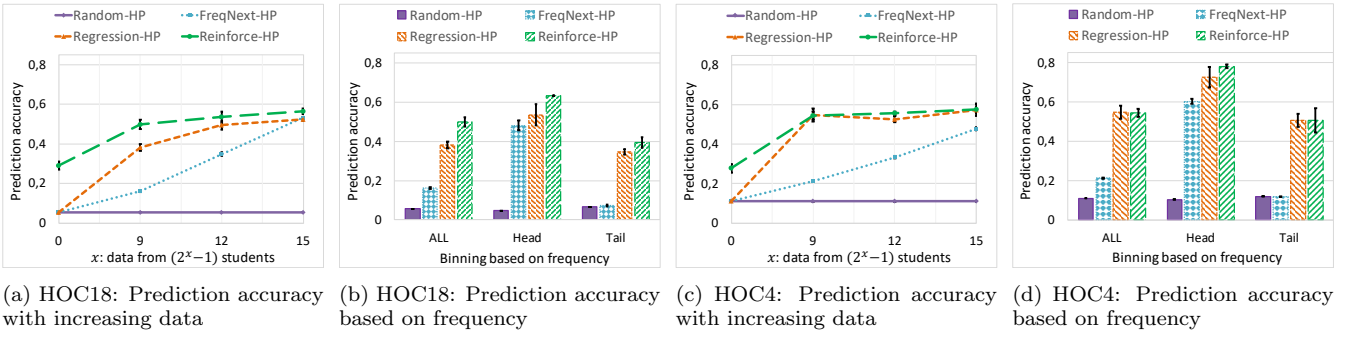 Random-HP FreqNext-HP
Regression-HP Reinforce-HP
Prediction accuracy
0,8
0,6
0,4
0,2
0
0 9 12 15
x: data from (2^x−1) students
(a) HOC18: Prediction accuracy
with increasing data
Random-HP FreqNext-HP
Regression-HP Reinforce-HP
Prediction accuracy
0,8
0,6
0,4
0,2
0
ALL Head Tail
Binning based on frequency
(b) HOC18: Prediction accuracy
based on frequency
Random-HP FreqNext-HP
Regression-HP Reinforce-HP
Prediction accuracy
0,8
0,6
0,4
0,2
0
0 9 12 15
x: data from (2^x−1) students
(c) HOC4: Prediction accuracy
with increasing data
Random-HP FreqNext-HP
Regression-HP Reinforce-HP
Prediction accuracy
0,8
0,6
0,4
0,2
0
ALL Head Tail
Binning based on frequency
(d) HOC4: Prediction accuracy
based on frequency